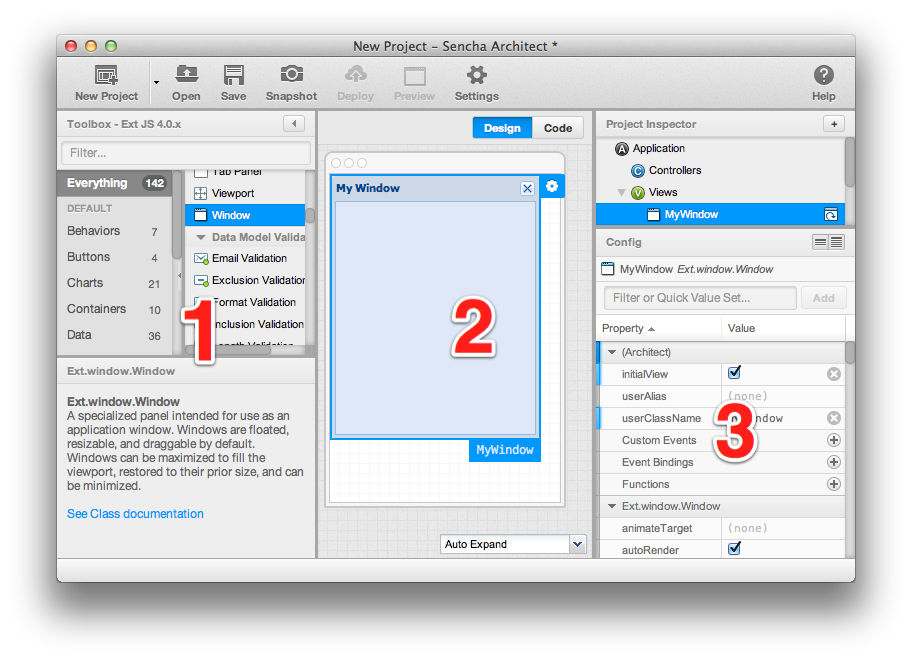 New Project – Sencha Architect *
New Project
Open
Save
Snapshot
Deploy
Preview
Settings
Help
Toolbox - Ext JS 4.0.x
Filter...
Everything 142
DEFAULT
Behaviors 7
Buttons 4
Charts 21
Containers 10
Data 36
Tab Panel
Viewport
Window
Data Model Valida
Email Validation
Exclusion Validation
Format Validation
Inclusion Validation
Length Validation
1
Ext.window.Window
Ext.window.Window
A specialized panel intended for use as an
application window. Windows are floated,
resizable, and draggable by default.
Windows can be maximized to fill the
viewport, restored to their prior size, and can
be minimized.
See Class documentation
Design Code
My Window
2
MyWindow
Auto Expand
Project Inspector
+
A Application
C Controllers
V Views
MyWindow
Config
MyWindow Ext.window.Window
Filter or Quick Value Set... Add
Property Value
(Architect)
initialView
userAlias (none)
userClassName
3
Custom Events
Event Bindings
Functions
Ext.window.Window
animateTarget (none)
autoRender